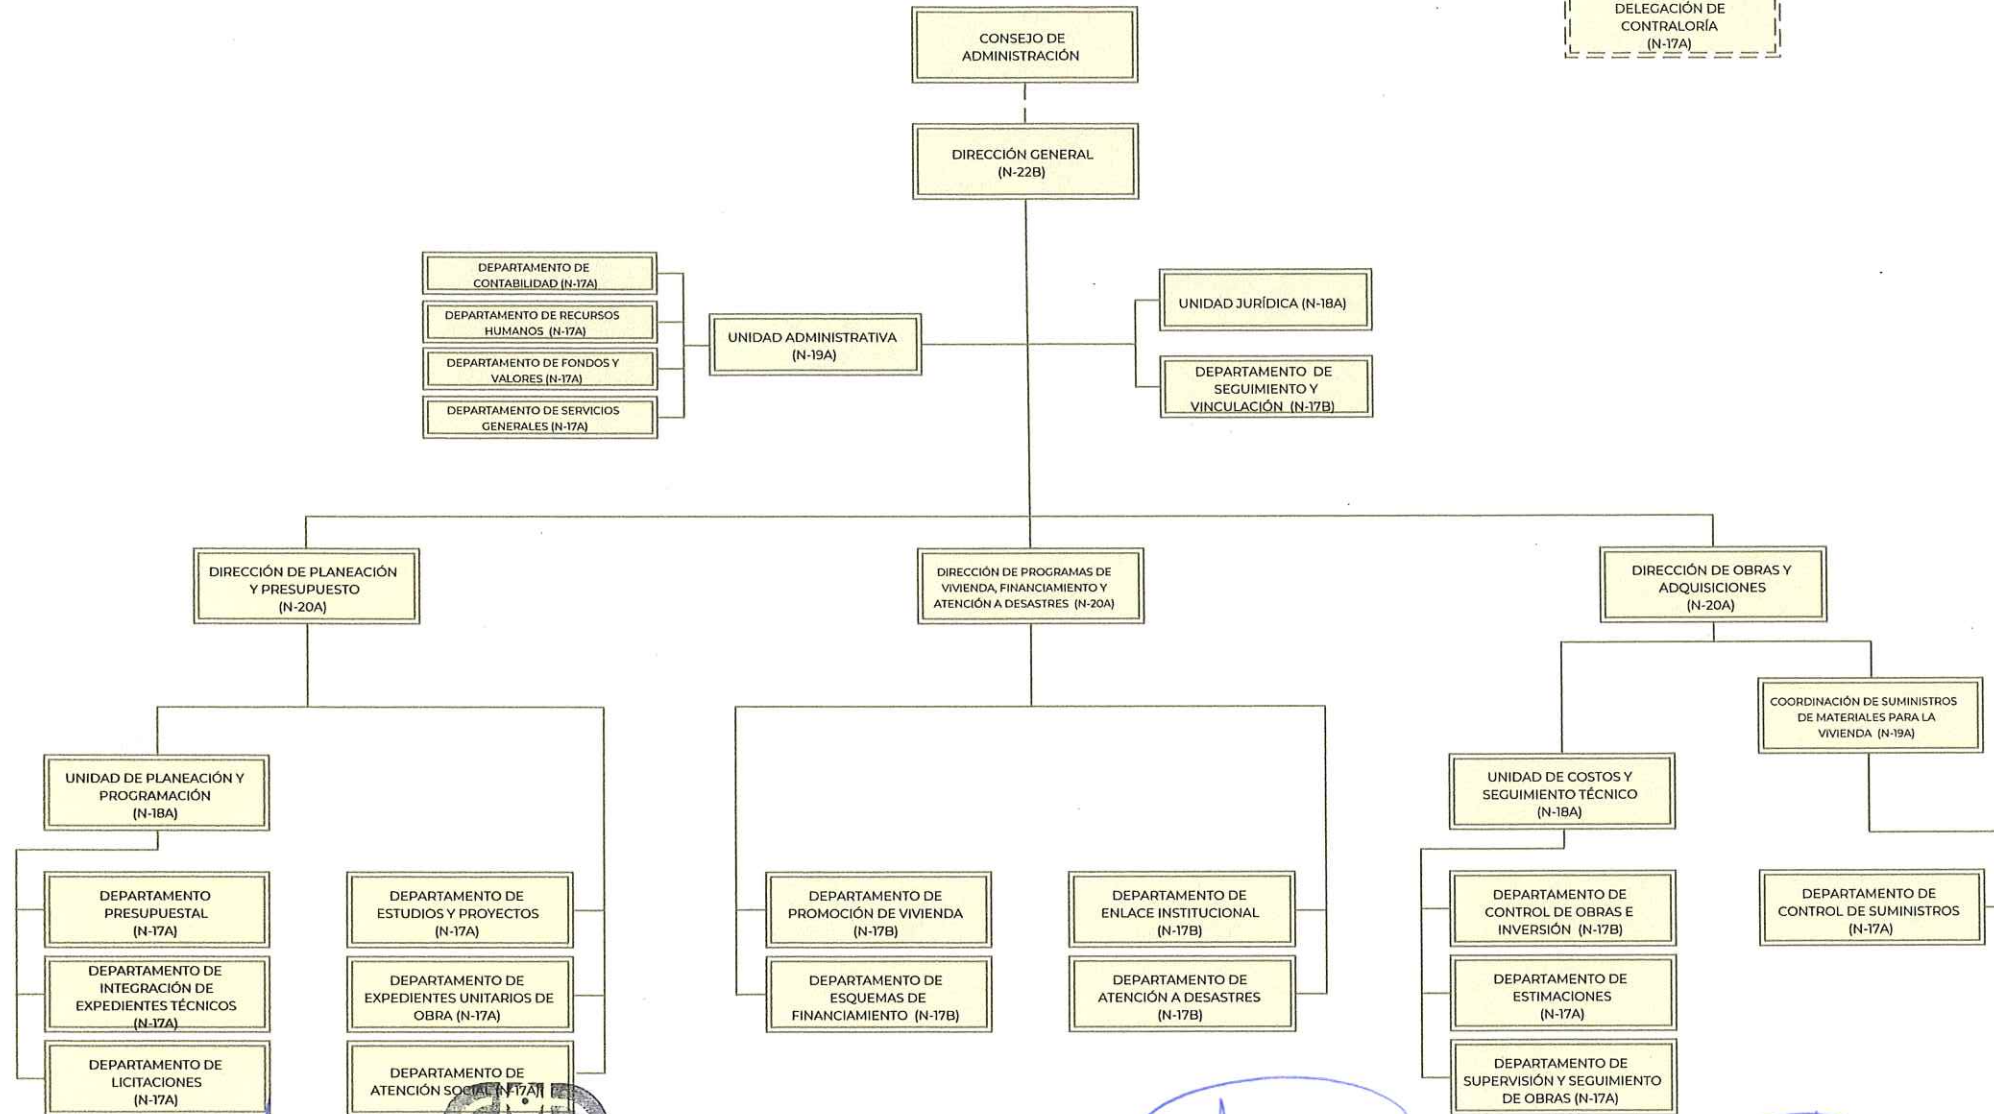 DELEGACIÓN DE
CONTRALORÍA
(N-17A)
CONSEJO DE
ADMINISTRACIÓN
DIRECCIÓN GENERAL
(N-22B)
DEPARTAMENTO DE
CONTABILIDAD (N-17A)
DEPARTAMENTO DE RECURSOS
HUMANOS (N-17A)
DEPARTAMENTO DE FONDOS Y
VALORES (N-17A)
DEPARTAMENTO DE SERVICIOS
GENERALES (N-17A)
UNIDAD ADMINISTRATIVA
(N-19A)
UNIDAD JURÍDICA (N-18A)
DEPARTAMENTO DE
SEGUIMIENTO Y
VINCULACIÓN (N-17B)
DIRECCIÓN DE PLANEACIÓN
Y PRESUPUESTO
(N-20A)
DIRECCIÓN DE PROGRAMAS DE
VIVIENDA, FINANCIAMIENTO Y
ATENCIÓN A DESASTRES (N-20A)
DIRECCIÓN DE OBRAS Y
ADQUISICIONES
(N-20A)
COORDINACIÓN DE SUMINISTROS
DE MATERIALES PARA LA
VIVIENDA (N-19A)
UNIDAD DE PLANEACIÓN Y
PROGRAMACIÓN
(N-18A)
UNIDAD DE COSTOS Y
SEGUIMIENTO TÉCNICO
(N-18A)
DEPARTAMENTO
PRESUPUESTAL
(N-17A)
DEPARTAMENTO DE
INTEGRACIÓN DE
EXPEDIENTES TÉCNICOS
(N-17A)
DEPARTAMENTO DE
LICITACIONES
(N-17A)
DEPARTAMENTO DE
ESTUDIOS Y PROYECTOS
(N-17A)
DEPARTAMENTO DE
EXPEDIENTES UNITARIOS DE
OBRA (N-17A)
DEPARTAMENTO DE
ATENCIÓN SOCIAL (N-17A)
DEPARTAMENTO DE
PROMOCIÓN DE VIVIENDA
(N-17B)
DEPARTAMENTO DE
ESQUEMAS DE
FINANCIAMIENTO (N-17B)
DEPARTAMENTO DE
ENLACE INSTITUCIONAL
(N-17B)
DEPARTAMENTO DE
ATENCIÓN A DESASTRES
(N-17B)
DEPARTAMENTO DE
CONTROL DE OBRAS E
INVERSIÓN (N-17B)
DEPARTAMENTO DE
ESTIMACIONES
(N-17A)
DEPARTAMENTO DE
SUPERVISIÓN Y SEGUIMIENTO
DE OBRAS (N-17A)
DEPARTAMENTO DE
CONTROL DE SUMINISTROS
(N-17A)